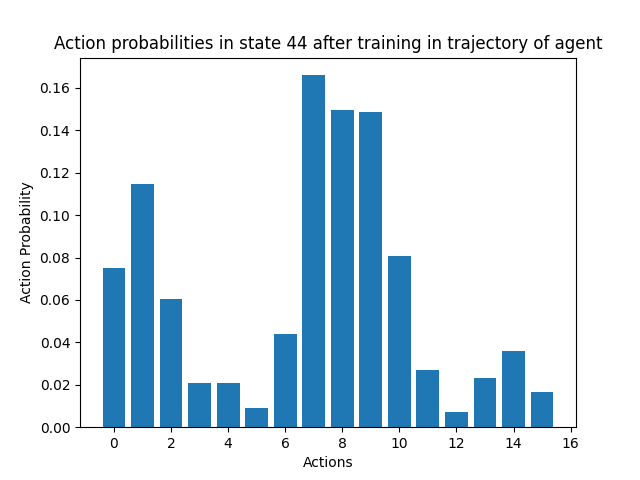 Action probabilities in state 44 after training in trajectory of agent
Action Probability
0.16
0.14
0.12
0.10
0.08
0.06
0.04
0.02
0.00
0 2 4 6 8 10 12 14 16
Actions